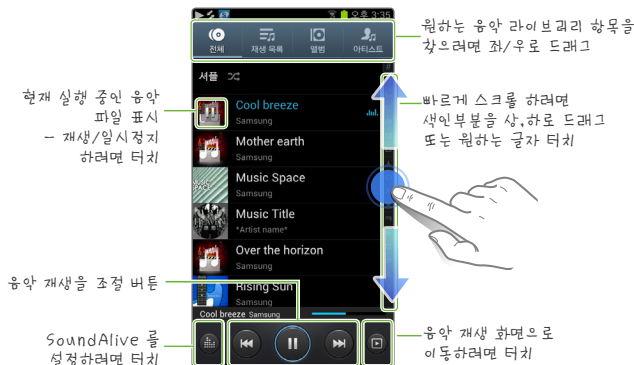 오후 3:35
원하는 음악 라이브러리 항목을
찾으려면 좌/우로 드래그
전체
재생 목록
앨범
아티스트
셔플
#
현재 실행 중인 음악
파일 표시
- 재생/일시정지
하려면 터치
Cool breeze
Samsung
빠르게 스크롤 하려면
색인부분을 상,하로 드래그
또는 원하는 글자 터치
Mother earth
Samsung
MUSIC SPACE
Music Space
Samsung
Music Title
*Artist name*
Over the horizon
Samsung
음악 재생을 조절 버튼
Rising Sun
Samsung
Cool breeze Samsung
SoundAlive 를
설정하려면 터치
음악 재생 화면으로
이동하려면 터치